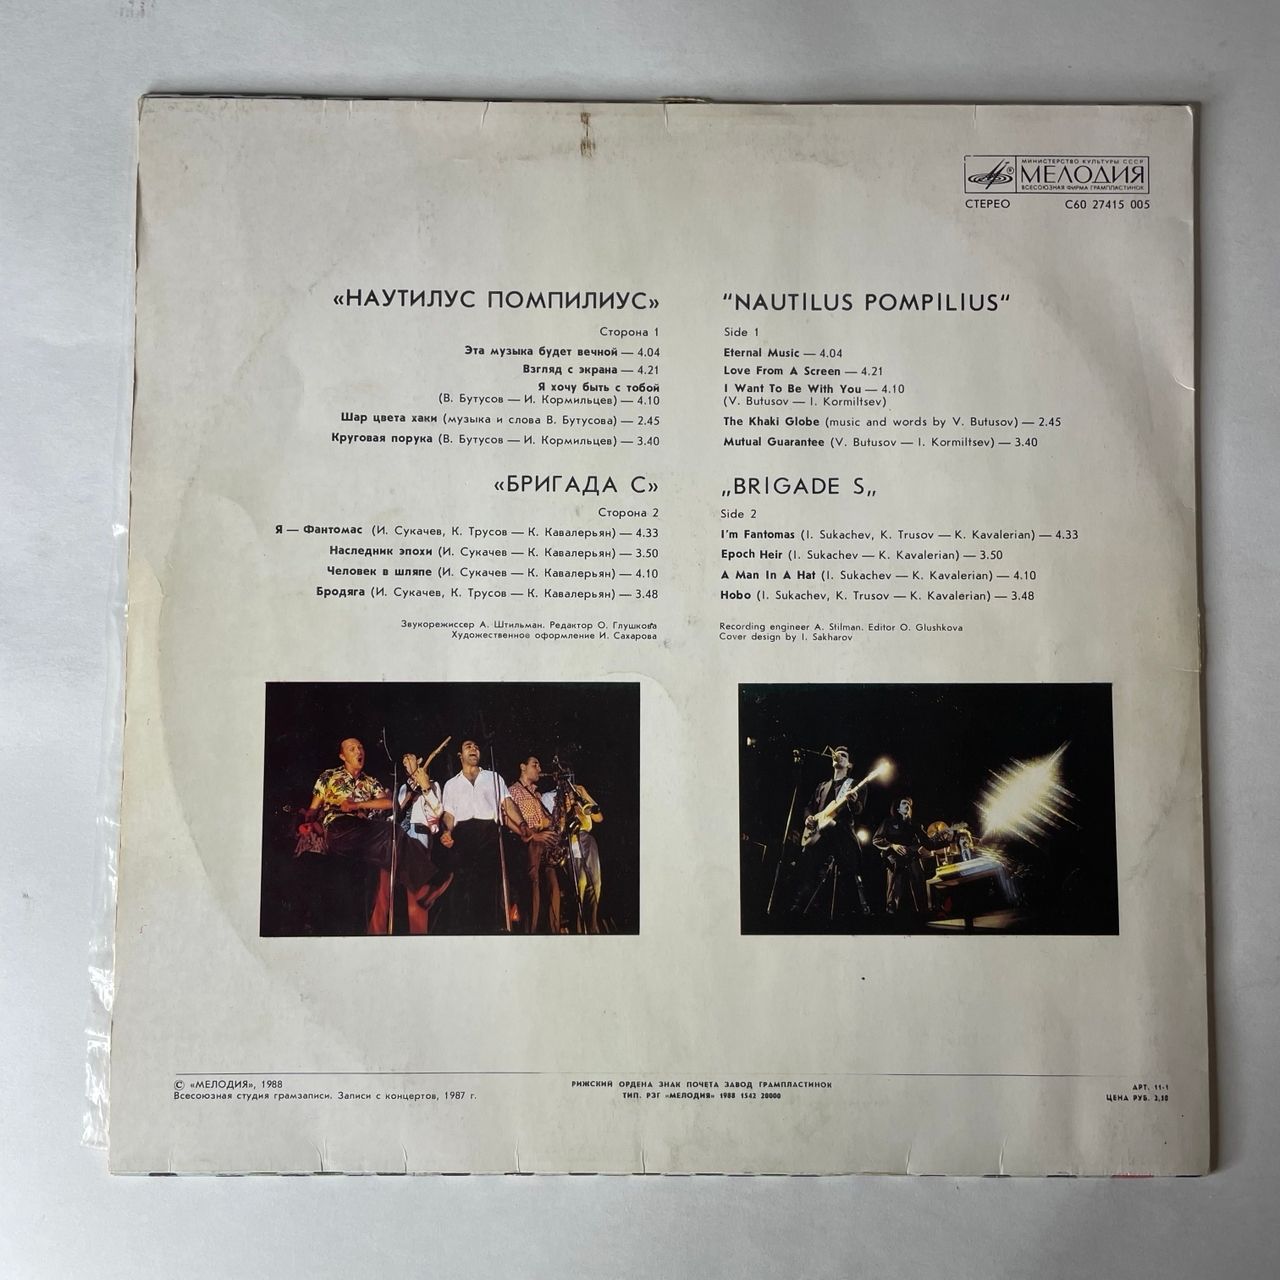 МИНИСТЕРСТВО КУЛЬТУРЫ СССР
МЕЛОДИЯ
ВСЕСОЮЗНАЯ ФИРМА ГРАМПЛАСТИНОК
СТЕРЕО С60 27415 005
«НАУТИЛУС ПОМПИЛИУС»
Сторона 1
Эта музыка будет вечной — 4.04
Взгляд с экрана — 4.21
Я хочу быть с тобой
(В. Бутусов — И. Кормильцев) — 4.10
Шар цвета хаки (музыка и слова В. Бутусова) — 2.45
Круговая порука (В. Бутусов — И. Кормильцев) — 3.40
«БРИГАДА С»
Сторона 2
Я — Фантомас (И. Сукачев, К. Трусов — К. Кавалерьян) — 4.33
Наследник эпохи (И. Сукачев — К. Кавалерьян) — 3.50
Человек в шляпе (И. Сукачев — К. Кавалерьян) — 4.10
Бродяга (И. Сукачев, К. Трусов — К. Кавалерьян) — 3.48
Звукорежиссер А. Штильман. Редактор О. Глушкова
Художественное оформление И. Сахарова
“NAUTILUS POMPILIUS“
Side 1
Eternal Music — 4.04
Love From A Screen — 4.21
I Want To Be With You — 4.10
(V. Butusov — I. Kormiltsev)
The Khaki Globe (music and words by V. Butusov) — 2.45
Mutual Guarantee (V. Butusov — I. Kormiltsev) — 3.40
„BRIGADE S„
Side 2
I'm Fantomas (I. Sukachev, K. Trusov — K. Kavalerian) — 4.33
Epoch Heir (I. Sukachev — K. Kavalerian) — 3.50
A Man In A Hat (I. Sukachev — K. Kavalerian) — 4.10
Hobo (I. Sukachev, K. Trusov — K. Kavalerian) — 3.48
Recording engineer A. Stilman. Editor O. Glushkova
Cover design by I. Sakharov
© «МЕЛОДИЯ», 1988
Всесоюзная студия грамзаписи. Записи с концертов, 1987 г.
РИЖСКИЙ ОРДЕНА ЗНАК ПОЧЕТА ЗАВОД ГРАМПЛАСТИНОК
ТИП. РЗГ «МЕЛОДИЯ» 1988 1542 20000
АРТ. 11-1
ЦЕНА РУБ. 2,50